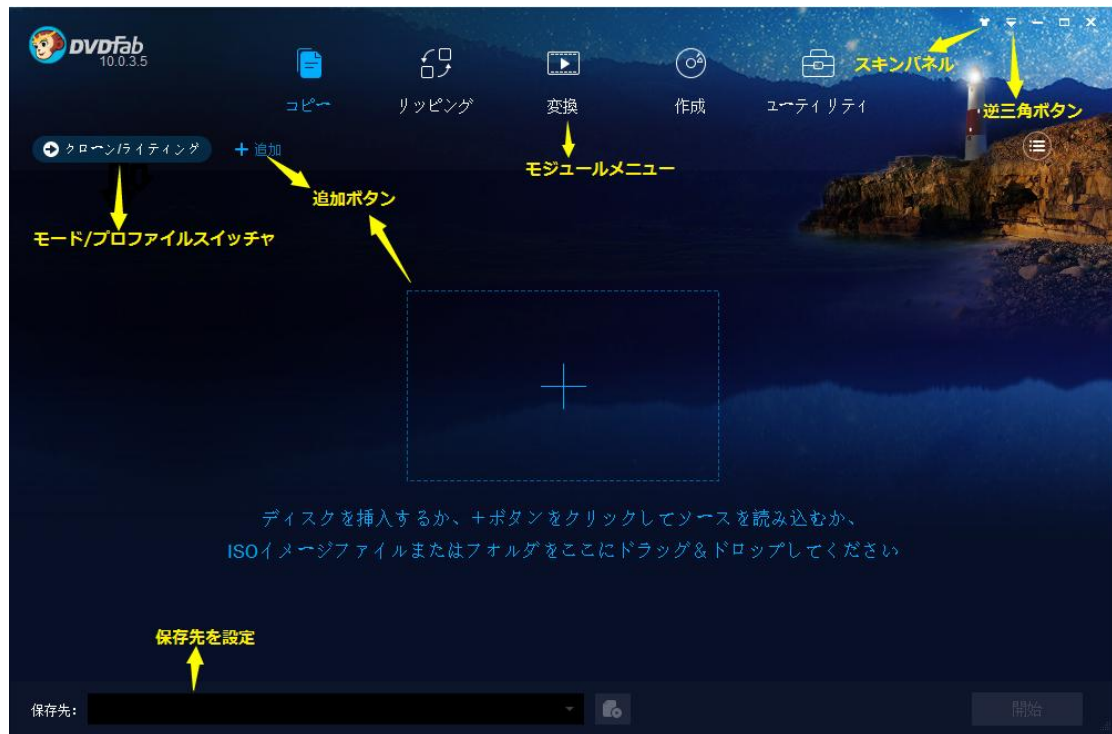 DVDFab
10.0.3.5
スキンパネル
コピー
リッピング
変換
作成
ユーティリティ
逆三角ボタン
クローン/ライティング
追加
モジュールメニュー
追加ボタン
モード/プロファイルスイッチャ
ディスクを挿入するか、+ボタンをクリックしてソースを読み込むか、
ISOイメージファイルまたはフォルダをここにドラッグ&ドロップしてください
保存先を設定
保存先:
開始